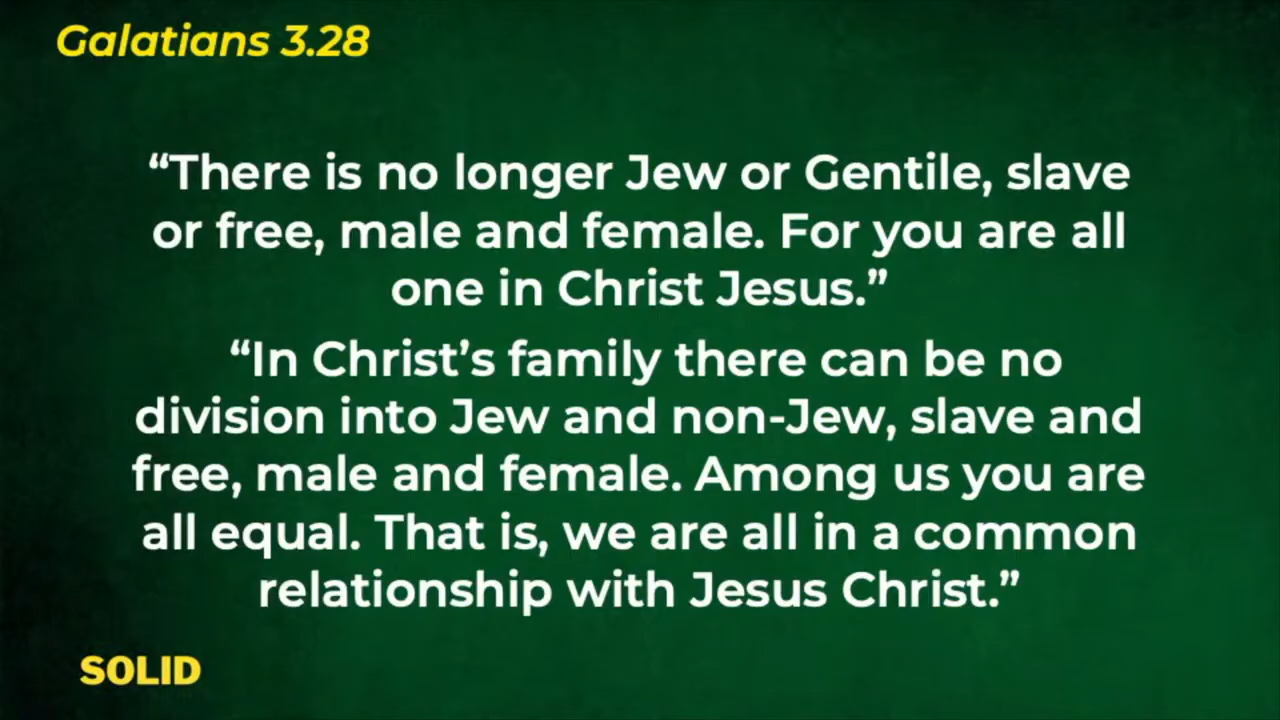 Galatians 3.28
“There is no longer Jew or Gentile, slave
or free, male and female. For you are all
one in Christ Jesus.”
“In Christ’s family there can be no
division into Jew and non-Jew, slave and
free, male and female. Among us you are
all equal. That is, we are all in a common
relationship with Jesus Christ.”
SOLID